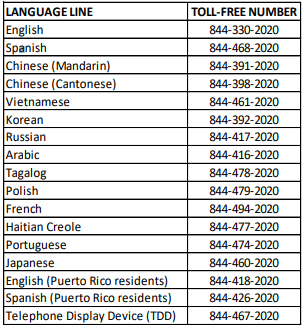 LANGUAGE LINE TOLL-FREE NUMBER
English 844-330-2020
Spanish 844-468-2020
Chinese (Mandarin) 844-391-2020
Chinese (Cantonese) 844-398-2020
Vietnamese 844-461-2020
Korean 844-392-2020
Russian 844-417-2020
Arabic 844-416-2020
Tagalog 844-478-2020
Polish 844-479-2020
French 844-494-2020
Haitian Creole 844-477-2020
Portuguese 844-474-2020
Japanese 844-460-2020
English (Puerto Rico residents) 844-418-2020
Spanish (Puerto Rico residents) 844-426-2020
Telephone Display Device (TDD) 844-467-2020